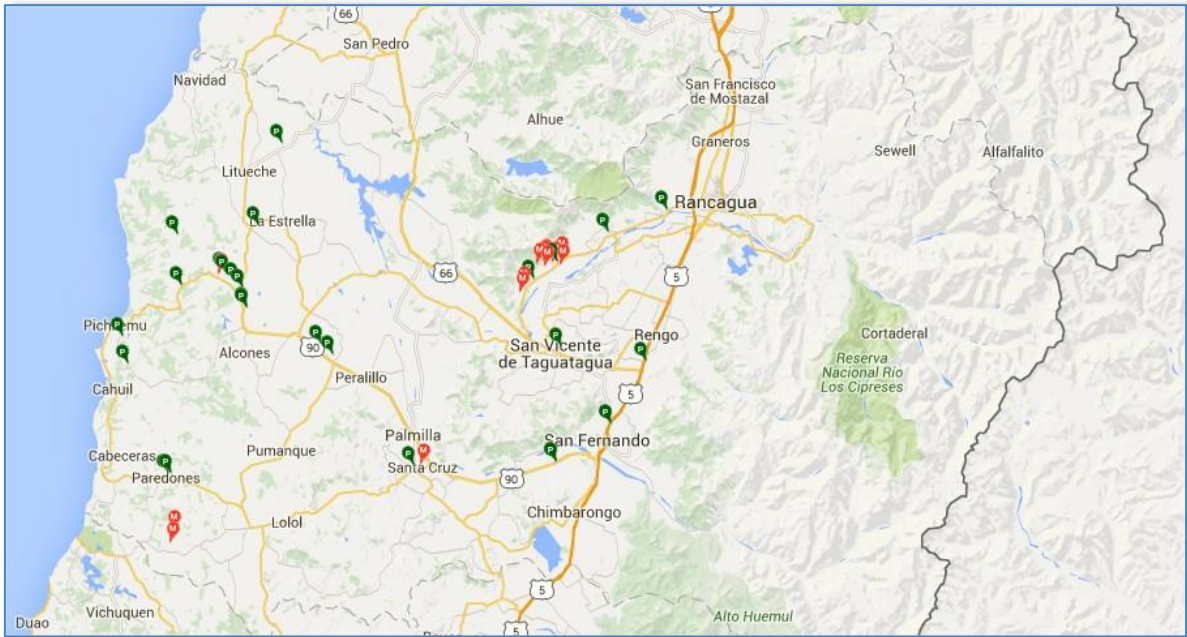 66
San Pedro
Navidad
San Francisco
de Mostazal
Alhue
Graneros
Sewell
Alfalfalito
P
Litueche
P
P
Rancagua
P
La Estrella
P
P
M
M
M
M
M
P
P
P
P
P
P
M
66
5
P
Pichilemu
P
P
P
P
Rengo
Cortaderal
San Vicente
de Taguatagua
90
Alcones
P
P
Reserva
Nacional Río
Los Cipreses
Peralillo
Cahuil
5
P
Palmilla
San Fernando
Pumanque
P
M
P
Cabeceras
P
Santa Cruz
Paredones
90
Chimbarongo
M
Lolol
M
5
Vichuquen
Alto Huemul
Duao
5